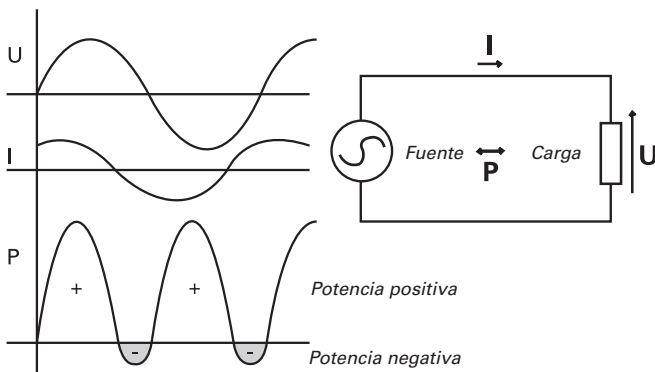 U
I
P
+
-
+
-
Potencia positiva
Potencia negativa
I
Fuente
P
Carga
U